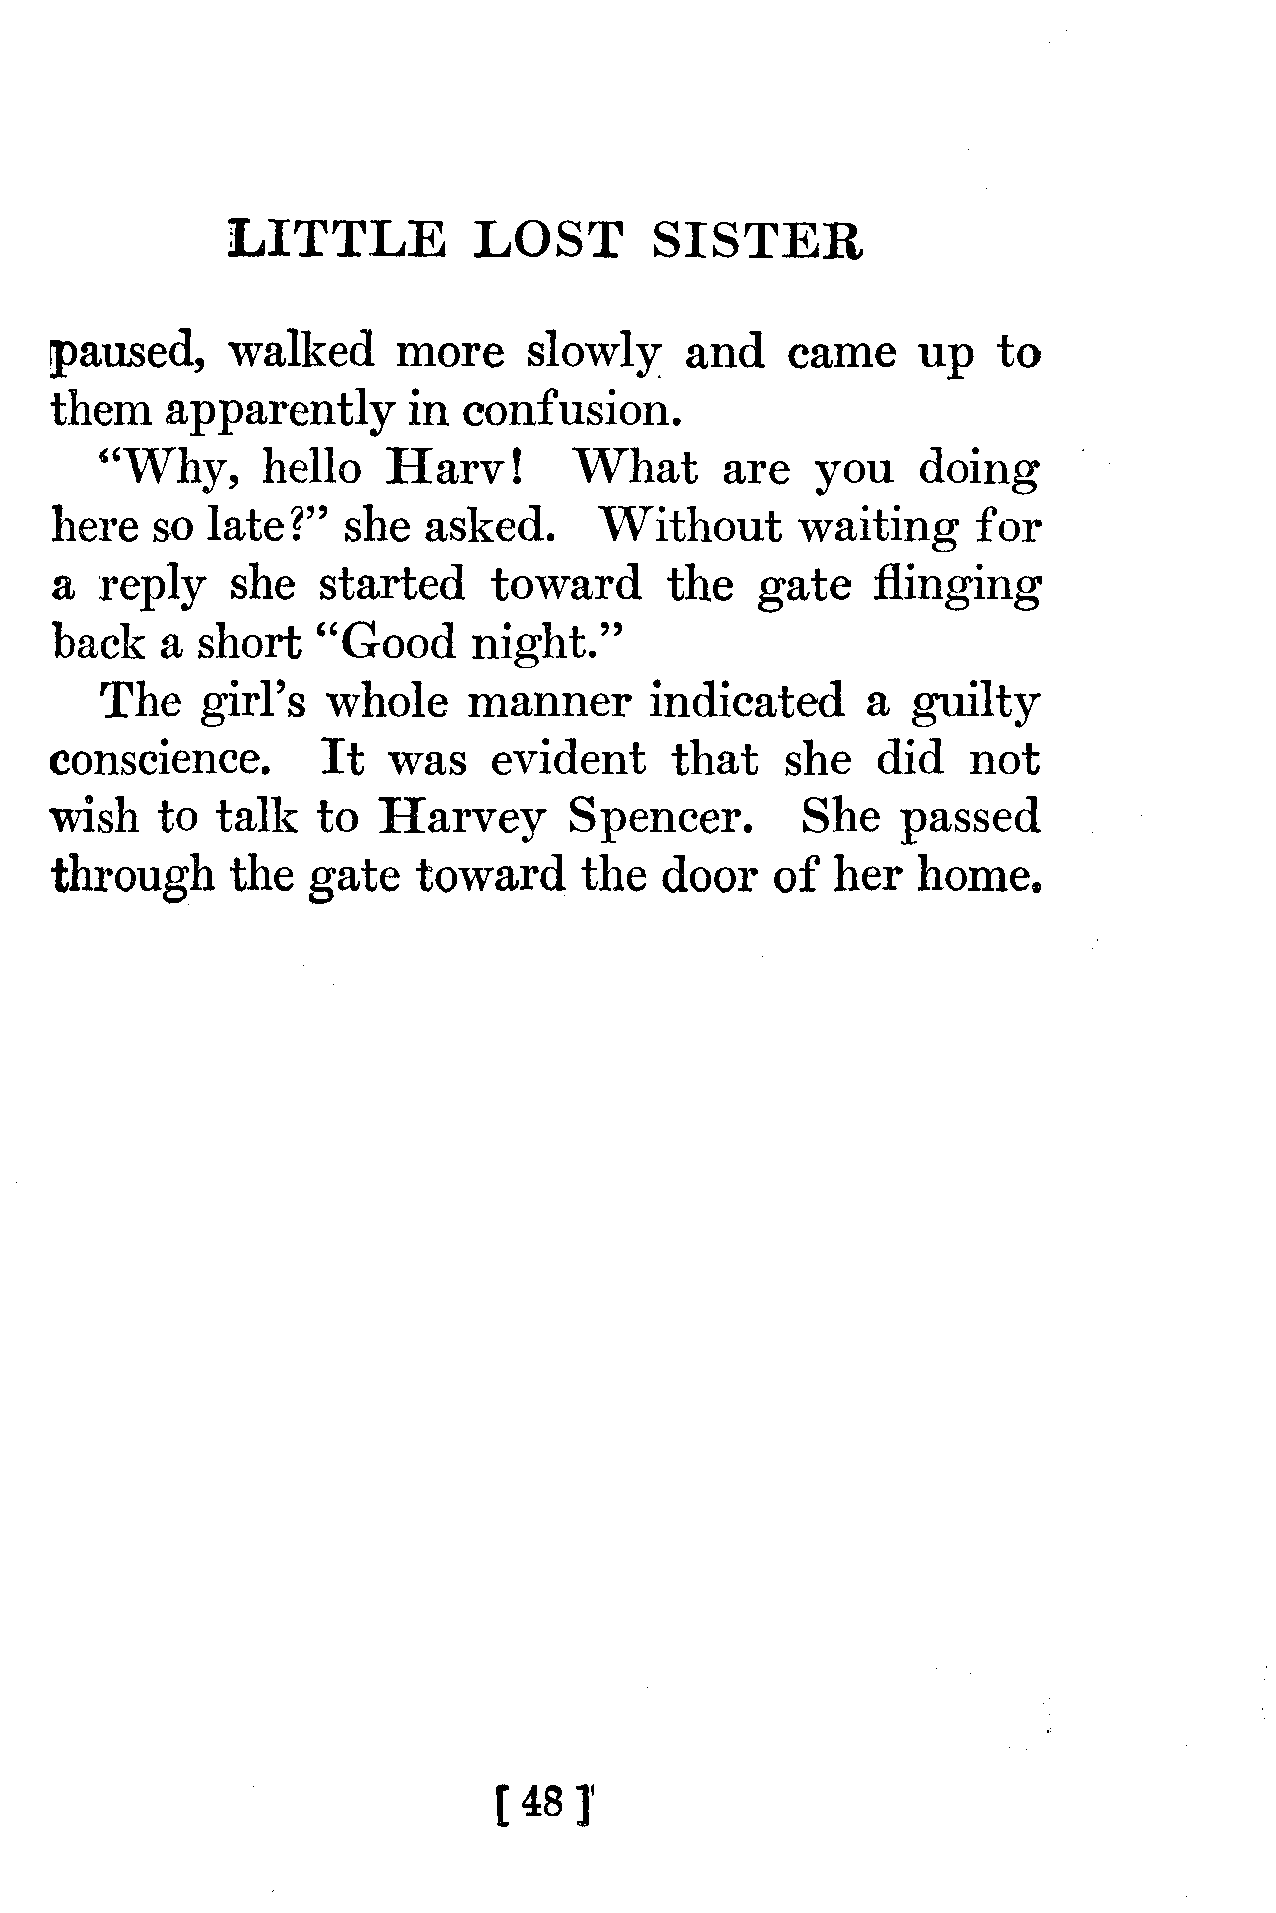 LITTLE LOST SISTER
paused, walked more slowly and came up to
them apparently in confusion.
“Why, hello Harv! What are you doing
here so late?” she asked. Without waiting for
a reply she started toward the gate flinging
back a short “Good night.”
The girl’s whole manner indicated a guilty
conscience. It was evident that she did not
wish to talk to Harvey Spencer. She passed
through the gate toward the door of her home.
[ 48 ]